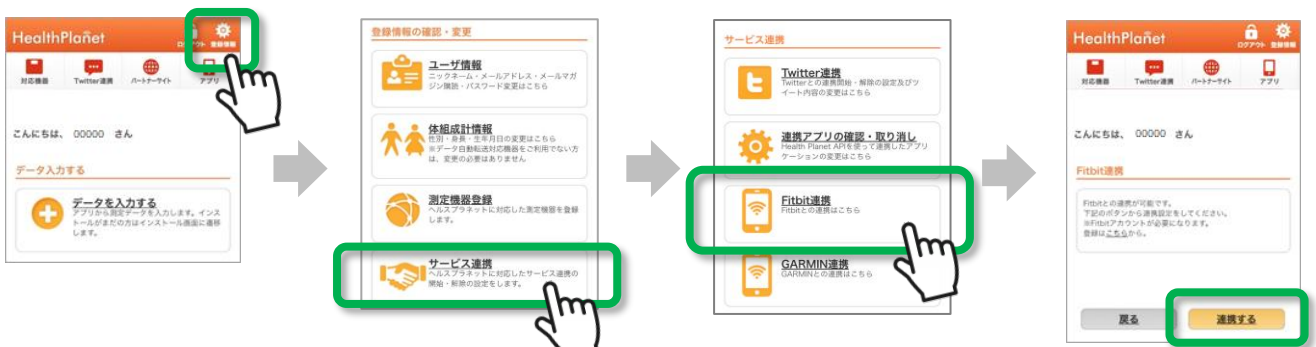 HealthPlanet
ログアウト 登録情報
対応機器 Twitter連携 パートナーサイト アプリ
こんにちは、 00000 さん
データ入力する
データを入力する
アプリから測定データを入力します。インス
トールがまだの方はインストール画面に遷移
します。
登録情報の確認・変更
ユーザ情報
ニックネーム・メールアドレス・メールマガ
ジン購読・パスワード変更はこちら
体組成計情報
性別・身長・生年月日の変更はこちら
※データ自動転送対応機器をご利用でない方
は、変更の必要はありません
測定機器登録
ヘルスプラネットに対応した測定機器を登録
します。
サービス連携
ヘルスプラネットに対応したサービス連携の
開始・解除の設定をします。
サービス連携
Twitter連携
Twitterとの連携開始・解除の設定及びツ
イート内容の変更はこちら
連携アプリの確認・取り消し
Health Planet APIを使って連携したアプリ
ケーションの変更はこちら
Fitbit連携
Fitbitとの連携はこちら
GARMIN連携
GARMINとの連携はこちら
HealthPlanet
ログアウト 登録情報
対応機器 Twitter連携 パートナーサイト アプリ
こんにちは、 00000 さん
Fitbit連携
Fitbitとの連携が可能です。
下記のボタンから連携設定をしてください。
※Fitbitアカウントが必要になります。
登録はこちらから。
戻る 連携する